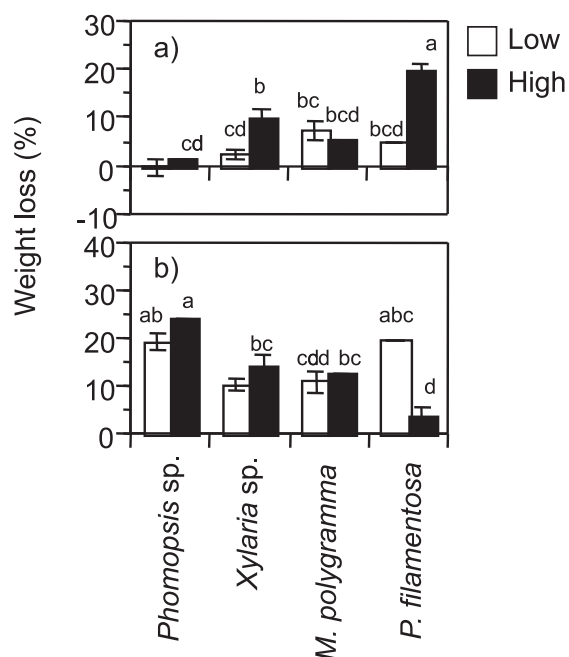 30
a)
Low
High
20
a
b
bc
bcd
10
cd
cd
bcd
0
-10
Weight loss (%)
40
b)
30
ab
a
abc
20
bc
cdd
bc
10
d
0
Phomopsis sp.
Xylaria sp.
M. polygramma
P. filamentosa